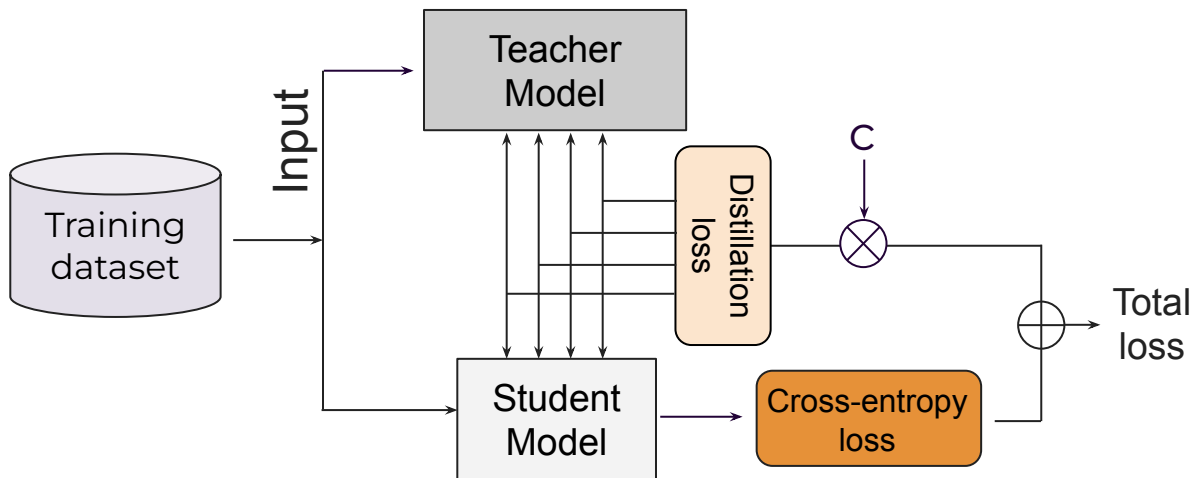 Teacher
Model
Input
Training
dataset
C
Distillation
loss
Total
loss
Student
Model
Cross-entropy
loss